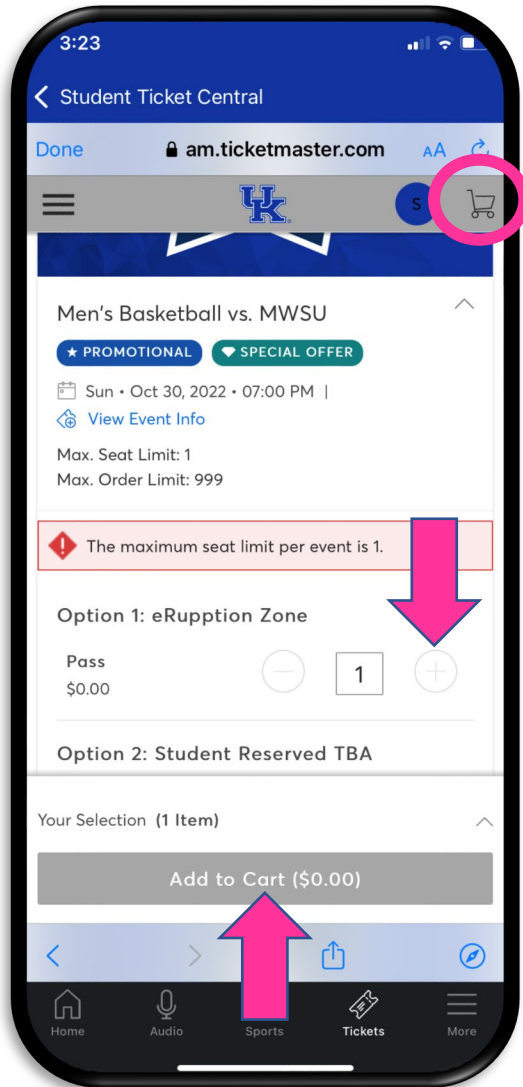 3:23
Student Ticket Central
Done am.ticketmaster.com AA
UK S
Men's Basketball vs. MWSU
PROMOTIONAL SPECIAL OFFER
Sun • Oct 30, 2022 • 07:00 PM |
View Event Info
Max. Seat Limit: 1
Max. Order Limit: 999
The maximum seat limit per event is 1.
Option 1: eRupption Zone
Pass
$0.00
1
Option 2: Student Reserved TBA
Your Selection (1 Item)
Add to Cart ($0.00)
Home Audio Sports Tickets More